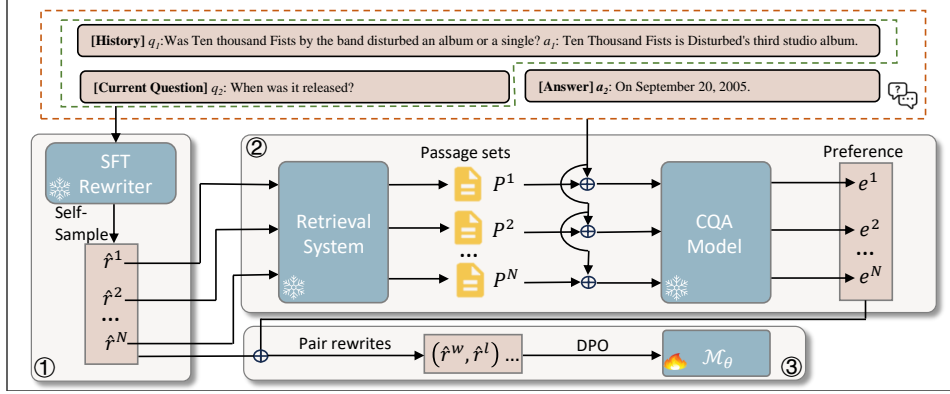 [History] q₁:Was Ten thousand Fists by the band disturbed an album or a single? a₁: Ten Thousand Fists is Disturbed's third studio album.
[Current Question] q₂: When was it released?
[Answer] a₂: On September 20, 2005.
?
SFT
Rewriter
Self-
Sample
r̂¹
r̂²
...
r̂ᴺ
①
②
Retrieval
System
Passage sets
P¹
P²
...
Pᴺ
⊕
⊕
⊕
CQA
Model
Preference
e¹
e²
...
eᴺ
⊕
Pair rewrites
(r̂ʷ, r̂ˡ) ...
DPO
ℳ_θ
③